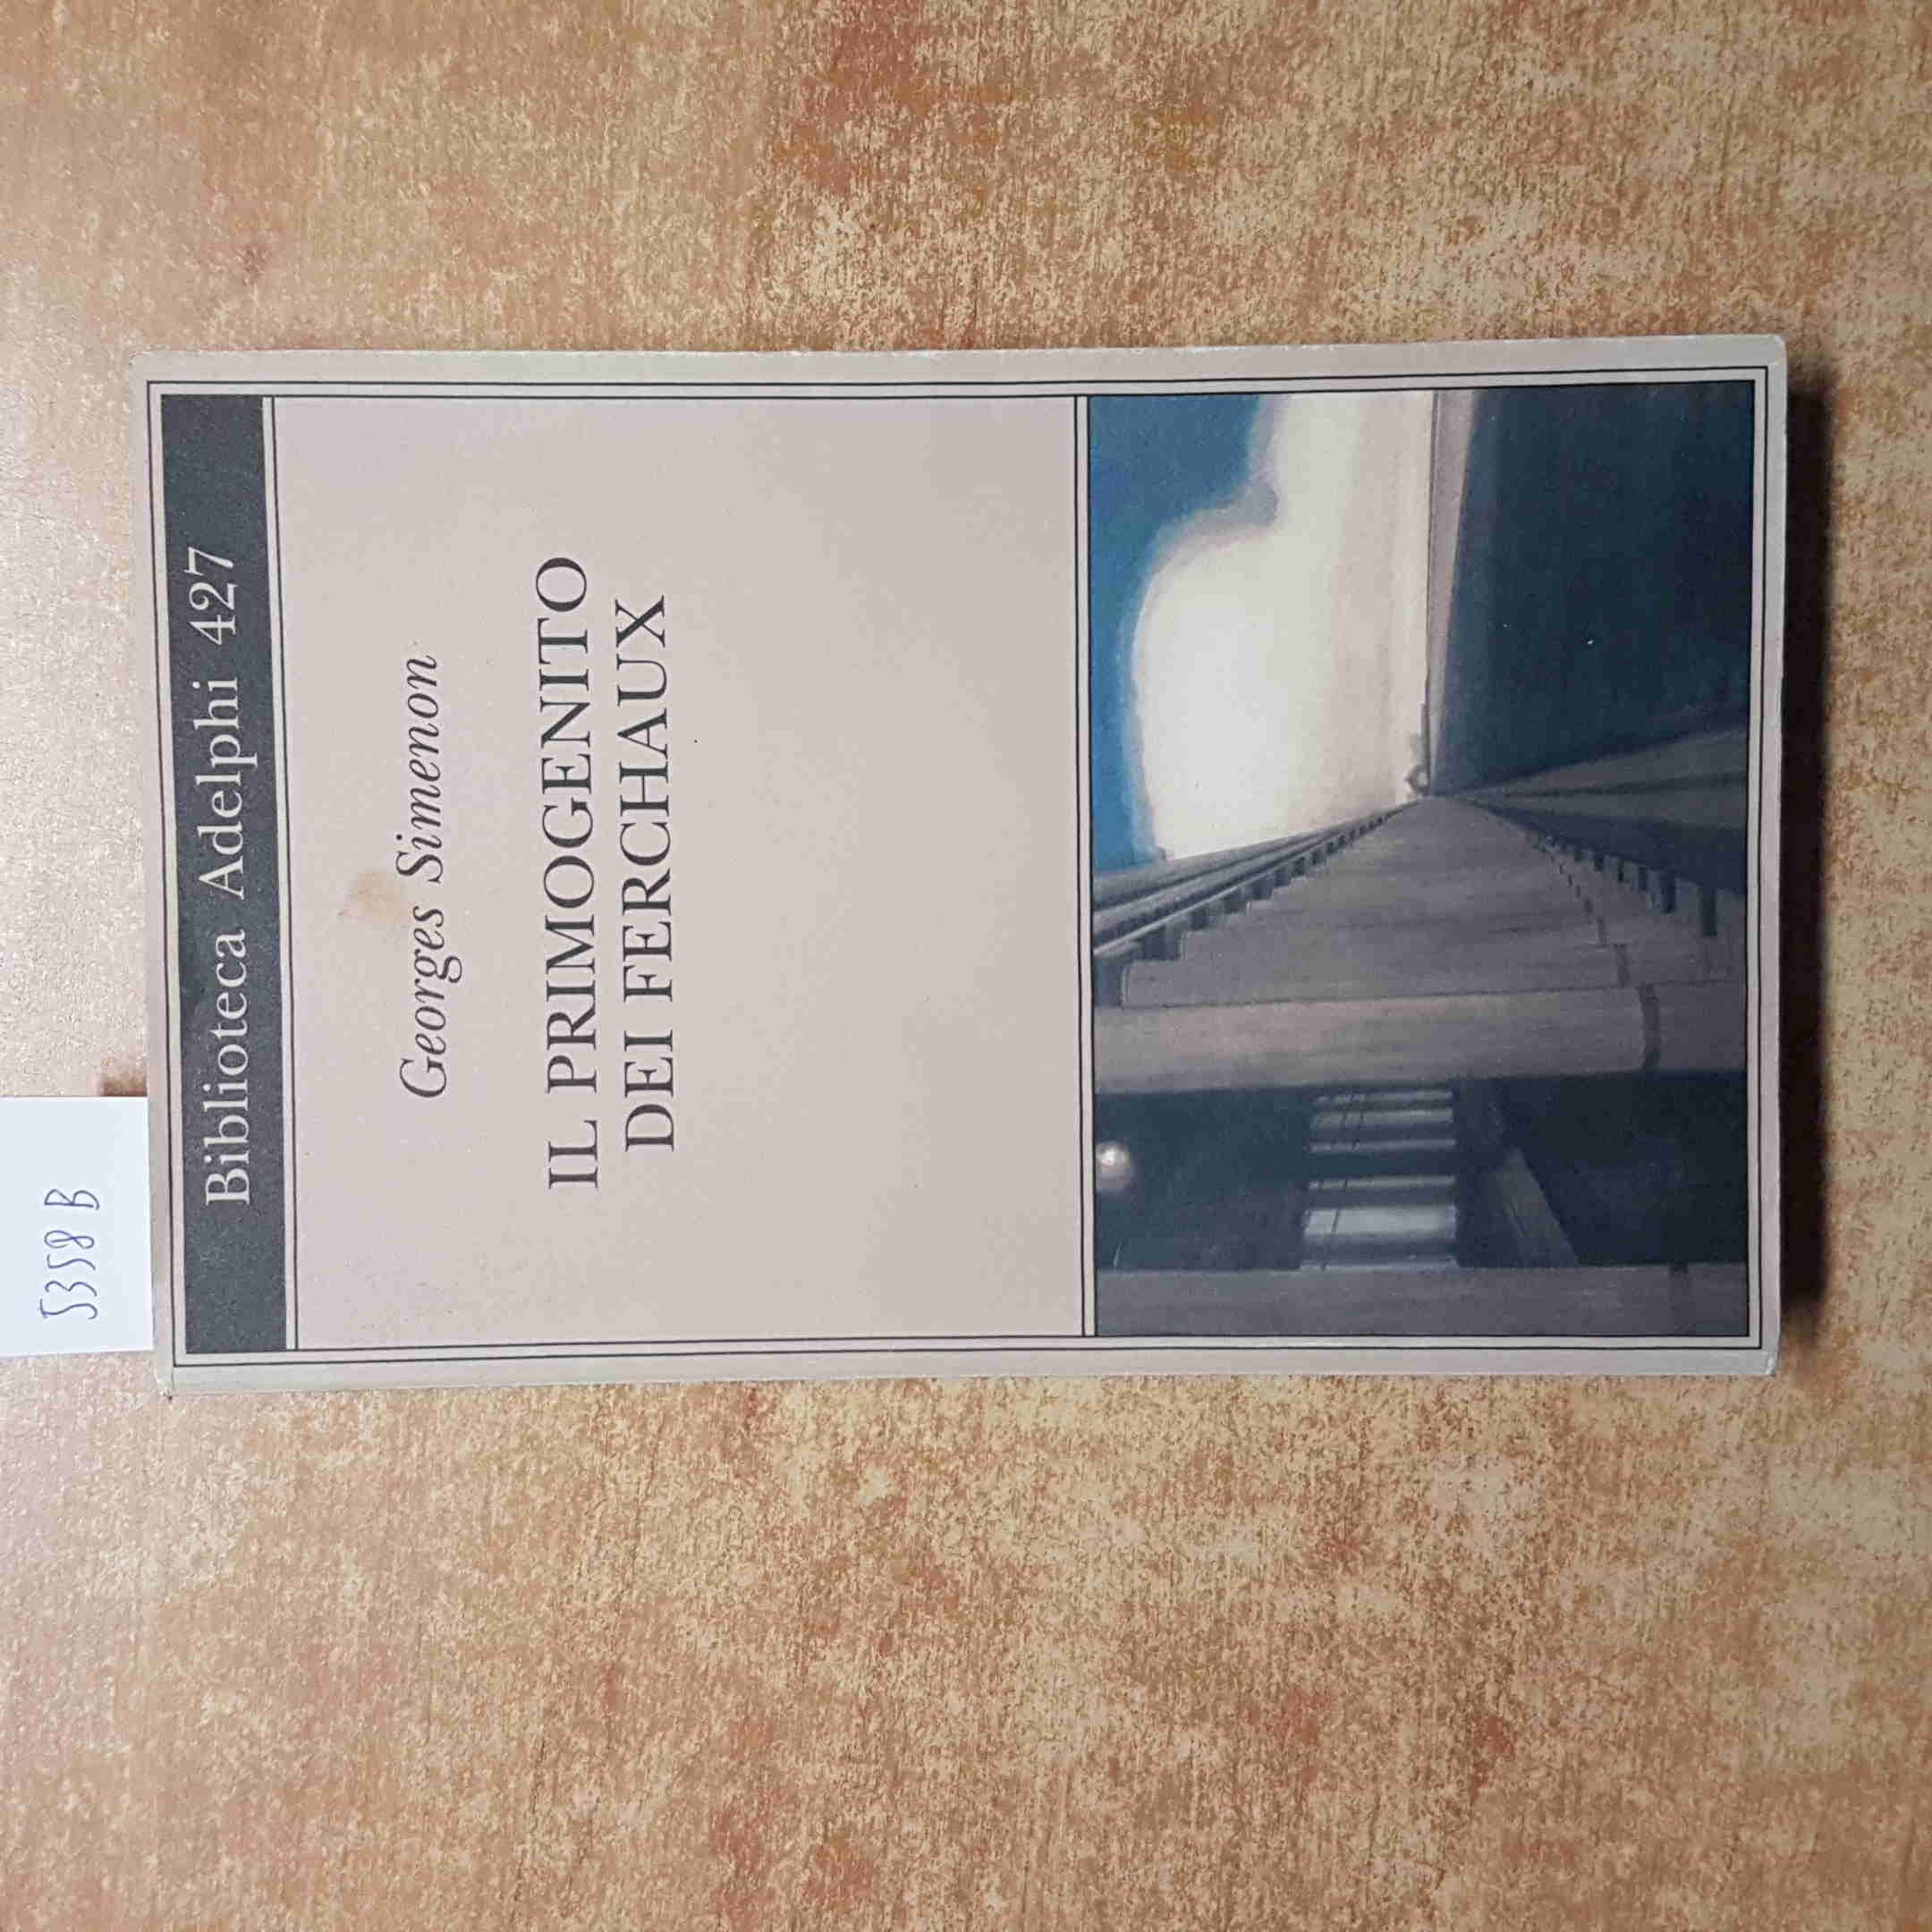 5358 B
Biblioteca Adelphi 427
Georges Simenon
IL PRIMOGENITO
DEI FERCHAUX